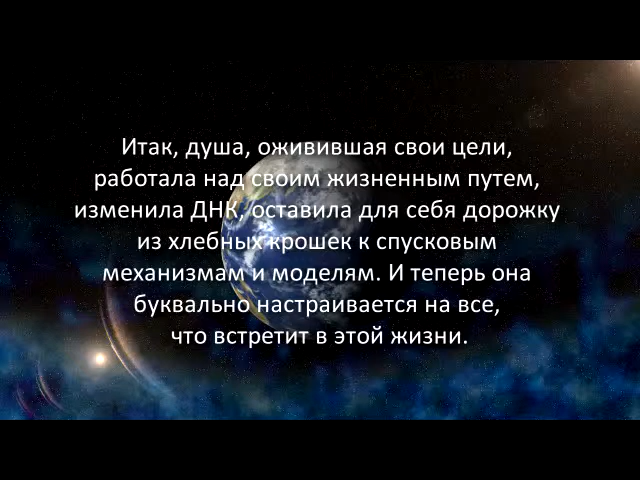 Итак, душа, оживившая свои цели,
работала над своим жизненным путем,
изменила ДНК, оставила для себя дорожку
из хлебных крошек к спусковым
механизмам и моделям. И теперь она
буквально настраивается на все,
что встретит в этой жизни.